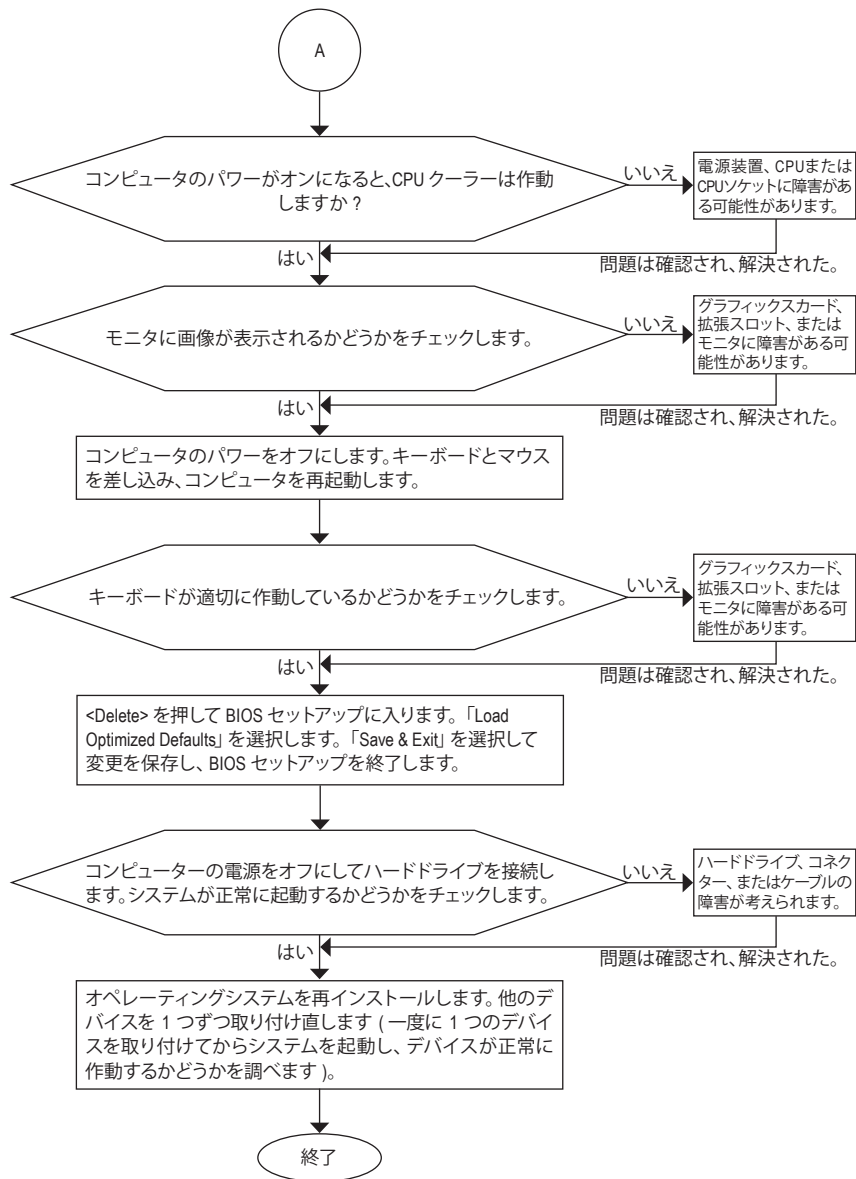 A
コンピュータのパワーがオンになると、CPU クーラーは作動
しますか ?
いいえ
電源装置、CPUまたは
CPUソケットに障害があ
る可能性があります。
はい
問題は確認され、解決された。
モニタに画像が表示されるかどうかをチェックします。
いいえ
グラフィックスカード、
拡張スロット、または
モニタに障害がある可
能性があります。
はい
問題は確認され、解決された。
コンピュータのパワーをオフにします。キーボードとマウス
を差し込み、コンピュータを再起動します。
キーボードが適切に作動しているかどうかをチェックします。
いいえ
グラフィックスカード、
拡張スロット、または
モニタに障害がある可
能性があります。
はい
問題は確認され、解決された。
<Delete> を押して BIOS セットアップに入ります。「Load
Optimized Defaults」を選択します。「Save & Exit」を選択して
変更を保存し、BIOS セットアップを終了します。
コンピューターの電源をオフにしてハードドライブを接続し
ます。システムが正常に起動するかどうかをチェックします。
いいえ
ハードドライブ、コネク
ター、またはケーブルの
障害が考えられます。
はい
問題は確認され、解決された。
オペレーティングシステムを再インストールします。他のデ
バイスを 1 つずつ取り付け直します ( 一度に 1 つのデバイ
スを取り付けてからシステムを起動し、デバイスが正常に
作動するかどうかを調べます )。
終了